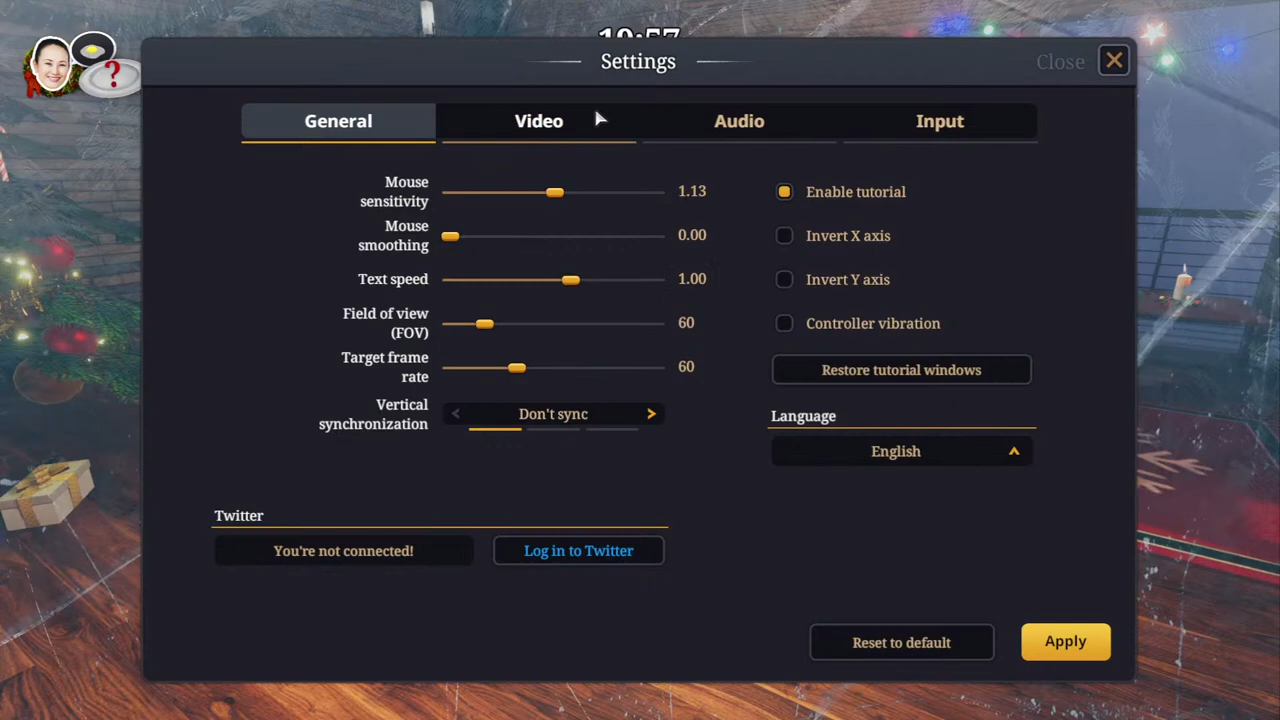 19:57
Settings
Close
General
Video
Audio
Input
Mouse
sensitivity
1.13
Mouse
smoothing
0.00
Text speed
1.00
Field of view
(FOV)
60
Target frame
rate
60
Vertical
synchronization
Don't sync
Enable tutorial
Invert X axis
Invert Y axis
Controller vibration
Restore tutorial windows
Language
English
Twitter
You're not connected!
Log in to Twitter
Reset to default
Apply
?